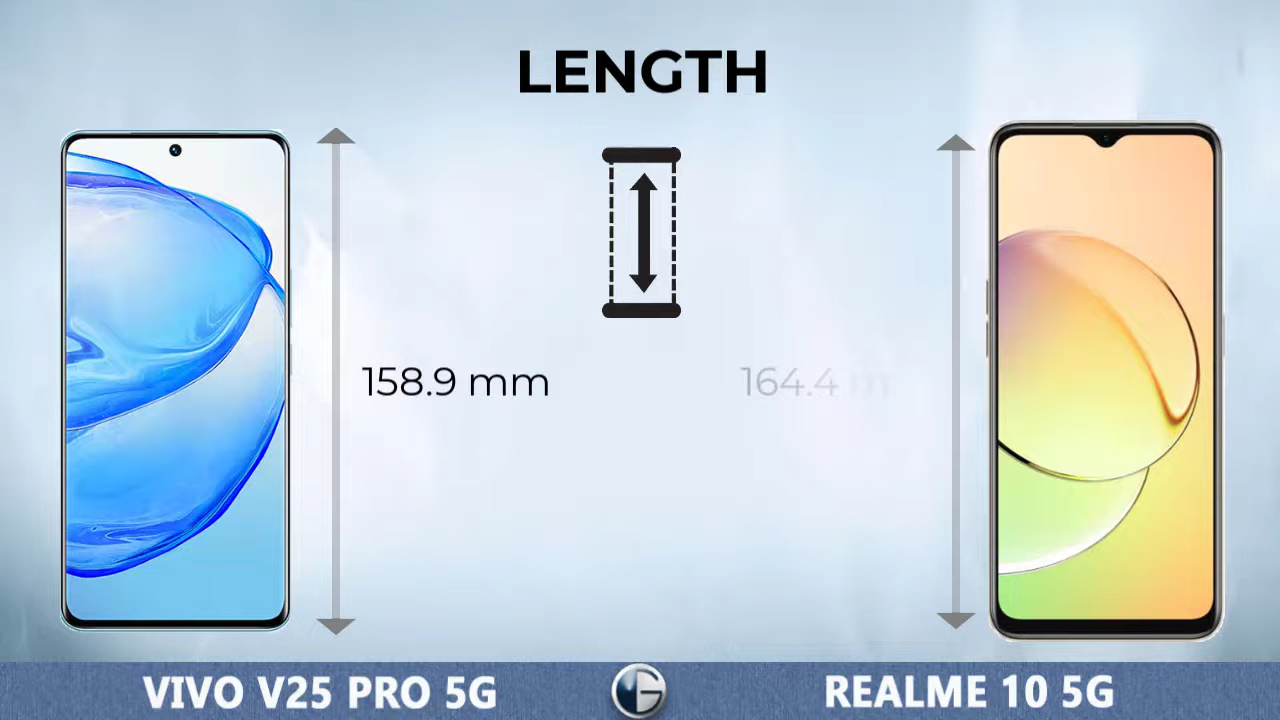 LENGTH
158.9 mm
164.4 m
VIVO V25 PRO 5G
G
REALME 10 5G